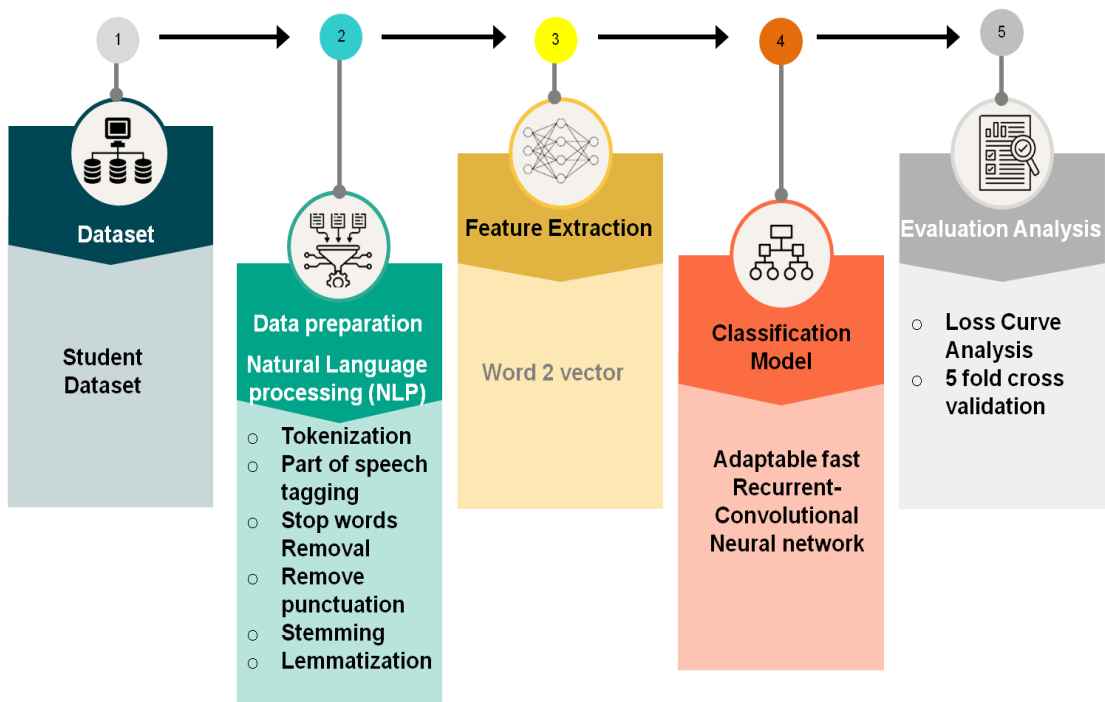 1
2
3
4
5
Dataset
Student
Dataset
Data preparation
Natural Language
processing (NLP)
○ Tokenization
○ Part of speech
tagging
○ Stop words
Removal
○ Remove
punctuation
○ Stemming
○ Lemmatization
Feature Extraction
Word 2 vector
Classification
Model
Adaptable fast
Recurrent-
Convolutional
Neural network
Evaluation Analysis
○ Loss Curve
Analysis
○ 5 fold cross
validation